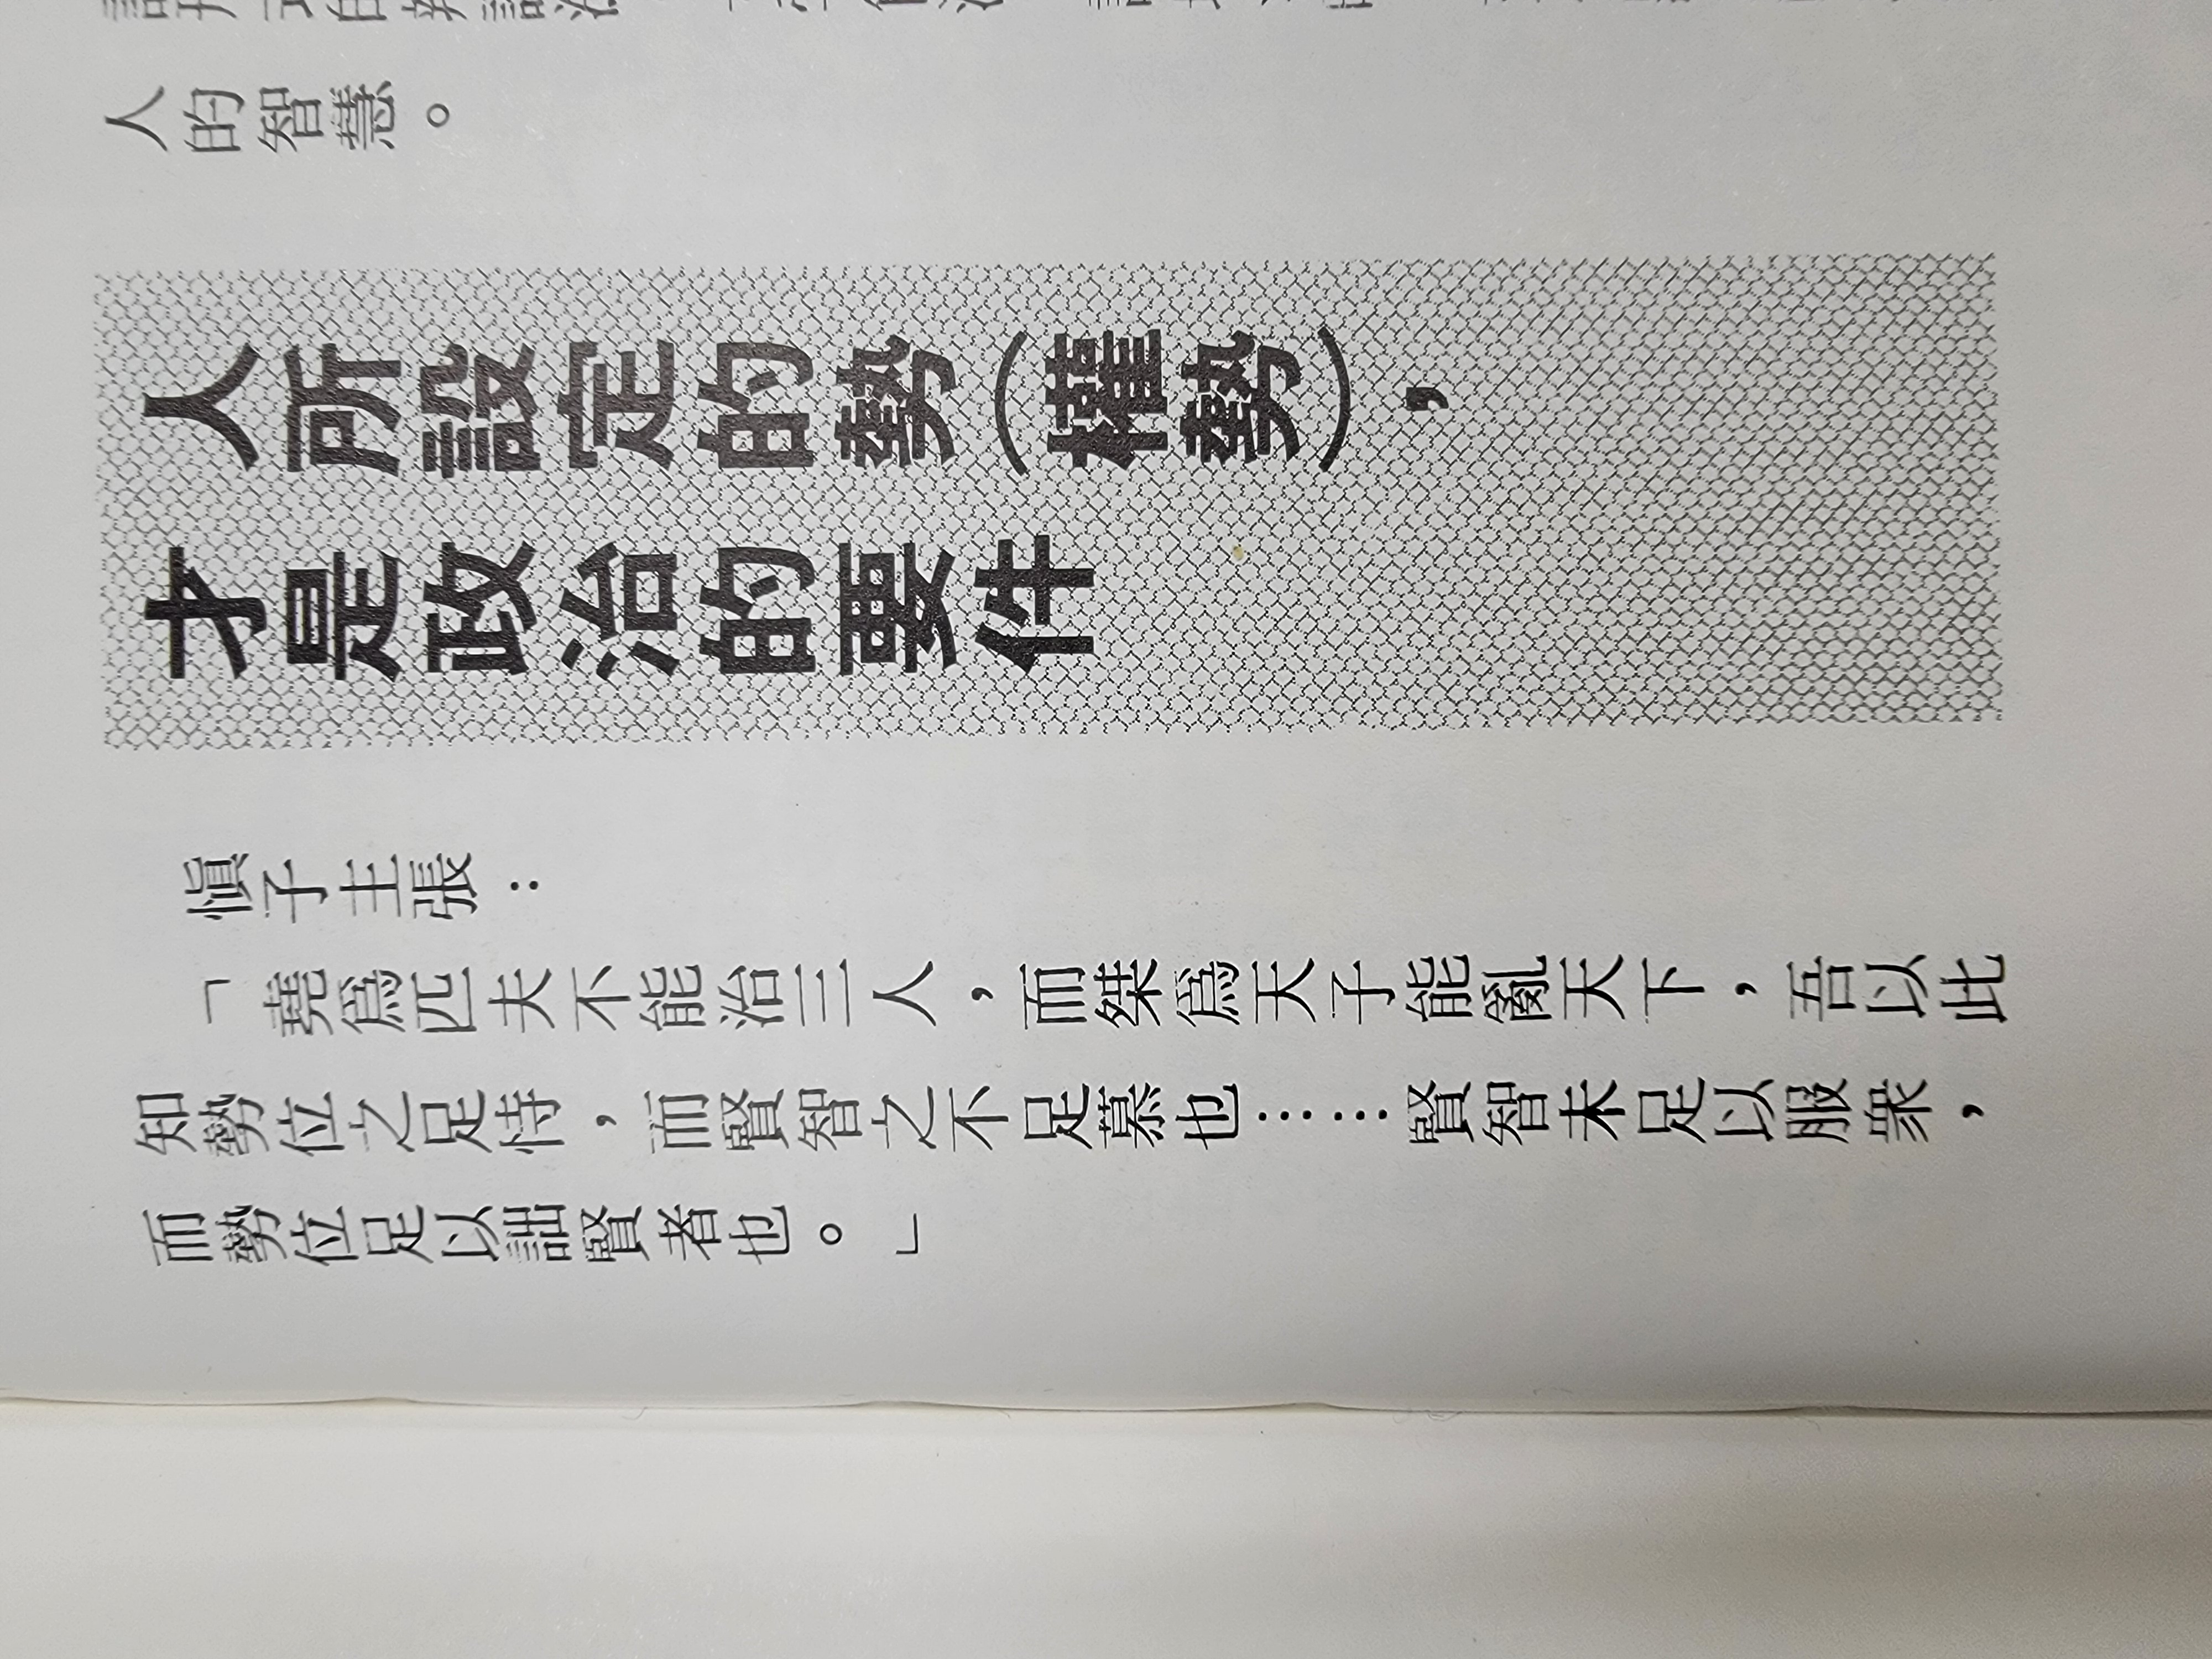 人的智慧。
人所設定的勢（權勢），
才是政治的要件
愼子主張：
「堯爲匹夫不能治三人，而桀爲天子能亂天下，吾以此
知勢位之足恃，而賢智之不足慕也……賢智未足以服衆，
而勢位足以詘賢者也。」